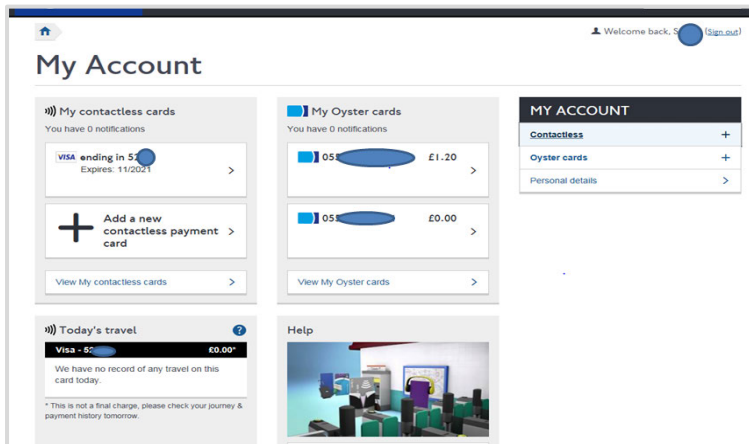 Welcome back, S (Sign out)
My Account
My contactless cards
You have 0 notifications
VISA ending in 52
Expires: 11/2021
Add a new
contactless payment
card
View My contactless cards
My Oyster cards
You have 0 notifications
055 £1.20
055 £0.00
View My Oyster cards
MY ACCOUNT
Contactless +
Oyster cards +
Personal details
Today's travel ?
Visa - 52 £0.00*
We have no record of any travel on this
card today.
* This is not a final charge, please check your journey &
payment history tomorrow.
Help